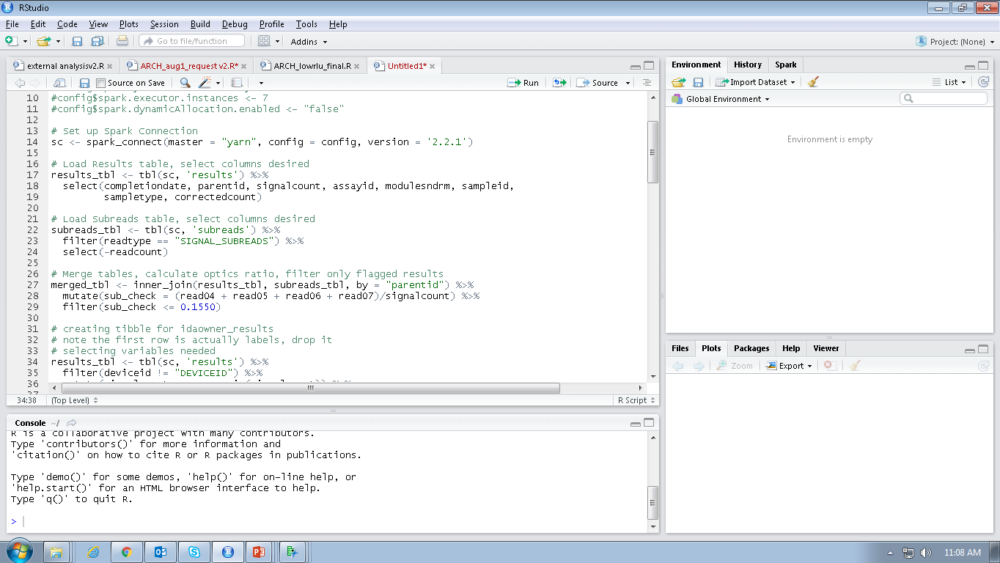 RStudio
File Edit Code View Plots Session Build Debug Profile Tools Help
Go to file/function Addins Project: (None)
external analysisv2.R ARCH_aug1_request v2.R* ARCH_lowrlu_final.R Untitled1*
Source on Save Run Source
10 #config$spark.executor.instances <- 7
11 #config$spark.dynamicAllocation.enabled <- "false"
12
13 # Set up Spark Connection
14 sc <- spark_connect(master = "yarn", config = config, version = '2.2.1')
15
16 # Load Results table, select columns desired
17 results_tbl <- tbl(sc, 'results') %>%
18 select(completiondate, parentid, signalcount, assayid, modulesndrm, sampleid,
19 sampletype, correctedcount)
20
21 # Load Subreads table, select columns desired
22 subreads_tbl <- tbl(sc, 'subreads') %>%
23 filter(readtype == "SIGNAL_SUBREADS") %>%
24 select(-readcount)
25
26 # Merge tables, calculate optics ratio, filter only flagged results
27 merged_tbl <- inner_join(results_tbl, subreads_tbl, by = "parentid") %>%
28 mutate(sub_check = (read04 + read05 + read06 + read07)/signalcount) %>%
29 filter(sub_check <= 0.1550)
30
31 # creating tibble for idaowner_results
32 # note the first row is actually labels, drop it
33 # selecting variables needed
34 results_tbl <- tbl(sc, 'results') %>%
35 filter(deviceid != "DEVICEID") %>%
36
37
34:38 (Top Level) R Script
Console ~/
R is a collaborative project with many contributors.
Type 'contributors()' for more information and
'citation()' on how to cite R or R packages in publications.
Type 'demo()' for some demos, 'help()' for on-line help, or
'help.start()' for an HTML browser interface to help.
Type 'q()' to quit R.
>
Environment History Spark
Import Dataset List
Global Environment
Environment is empty
Files Plots Packages Help Viewer
Zoom Export
11:08 AM